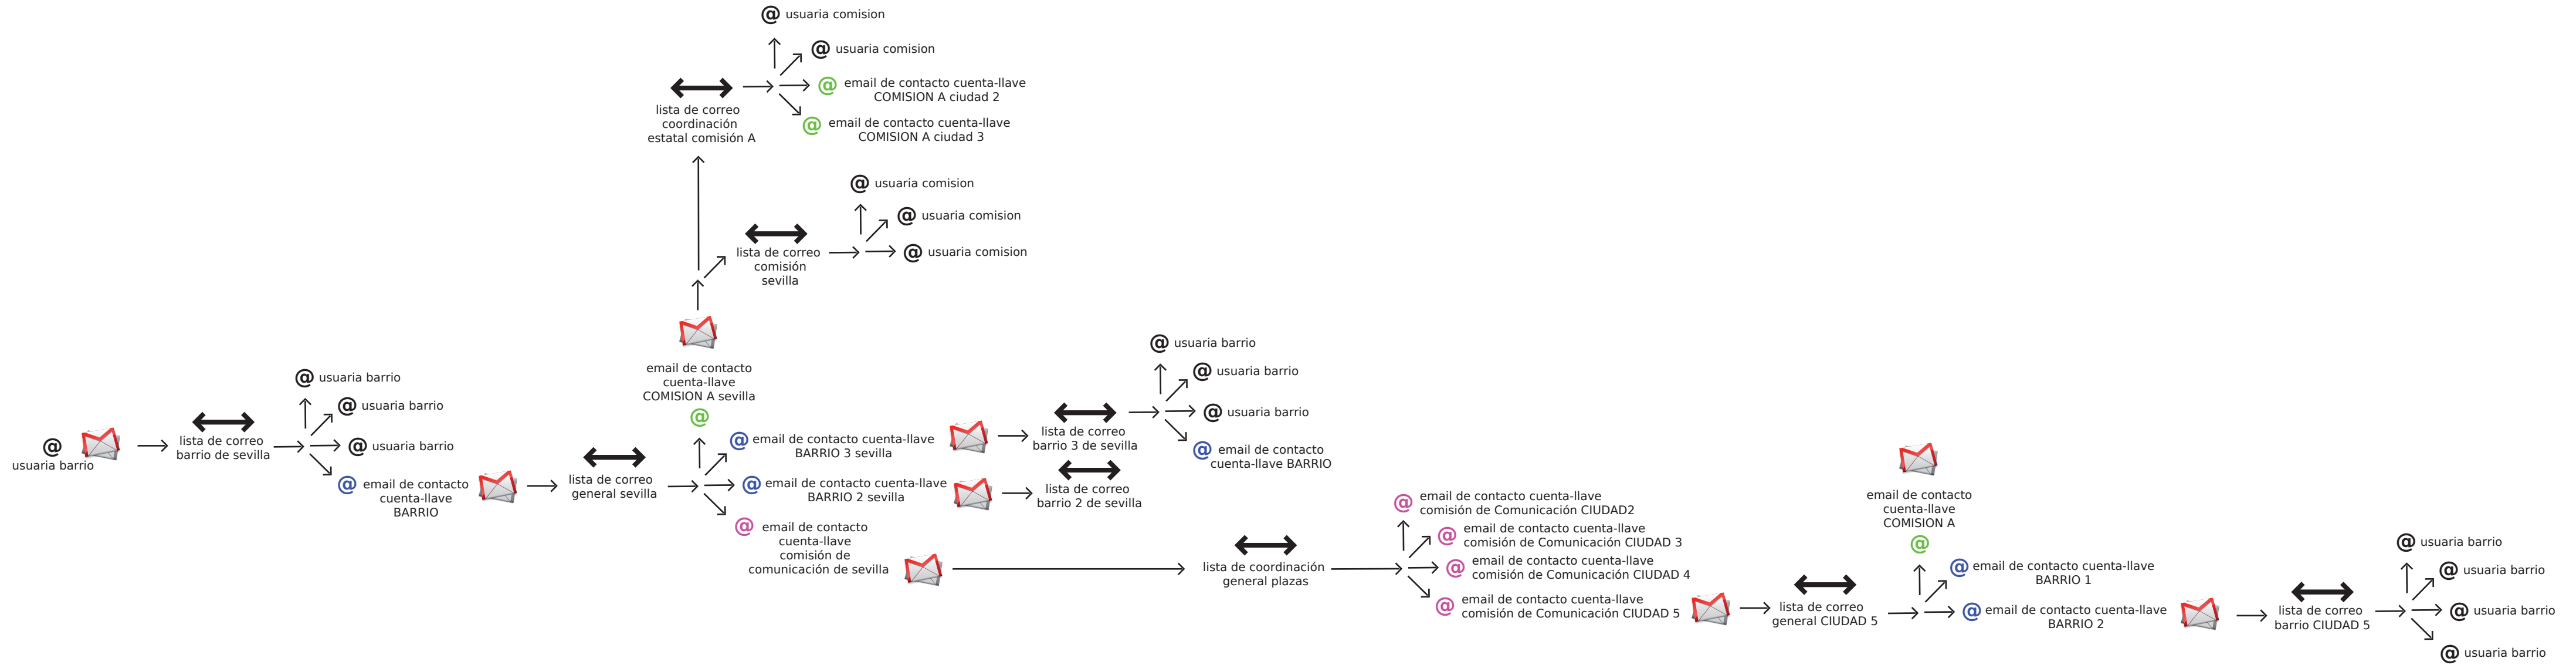 @ usuaria comision
@ usuaria comision
@ email de contacto cuenta-llave
COMISION A ciudad 2
@ email de contacto cuenta-llave
COMISION A ciudad 3
lista de correo
coordinación
estatal comisión A
@ usuaria comision
@ usuaria comision
@ usuaria comision
lista de correo
comisión
sevilla
email de contacto
cuenta-llave
COMISION A sevilla
@
@
usuaria barrio
lista de correo
barrio de sevilla
@ usuaria barrio
@ usuaria barrio
@ usuaria barrio
@ email de contacto
cuenta-llave
BARRIO
lista de correo
general sevilla
@ email de contacto cuenta-llave
BARRIO 3 sevilla
@ email de contacto cuenta-llave
BARRIO 2 sevilla
@ email de contacto
cuenta-llave
comisión de
comunicación de sevilla
lista de correo
barrio 3 de sevilla
@ usuaria barrio
@ usuaria barrio
@ usuaria barrio
@ email de contacto
cuenta-llave BARRIO
lista de correo
barrio 2 de sevilla
lista de coordinación
general plazas
@ email de contacto cuenta-llave
comisión de Comunicación CIUDAD2
@ email de contacto cuenta-llave
comisión de Comunicación CIUDAD 3
@ email de contacto cuenta-llave
comisión de Comunicación CIUDAD 4
@ email de contacto cuenta-llave
comisión de Comunicación CIUDAD 5
lista de correo
general CIUDAD 5
email de contacto
cuenta-llave
COMISION A
@
@ email de contacto cuenta-llave
BARRIO 1
@ email de contacto cuenta-llave
BARRIO 2
lista de correo
barrio CIUDAD 5
@ usuaria barrio
@ usuaria barrio
@ usuaria barrio
@ usuaria barrio